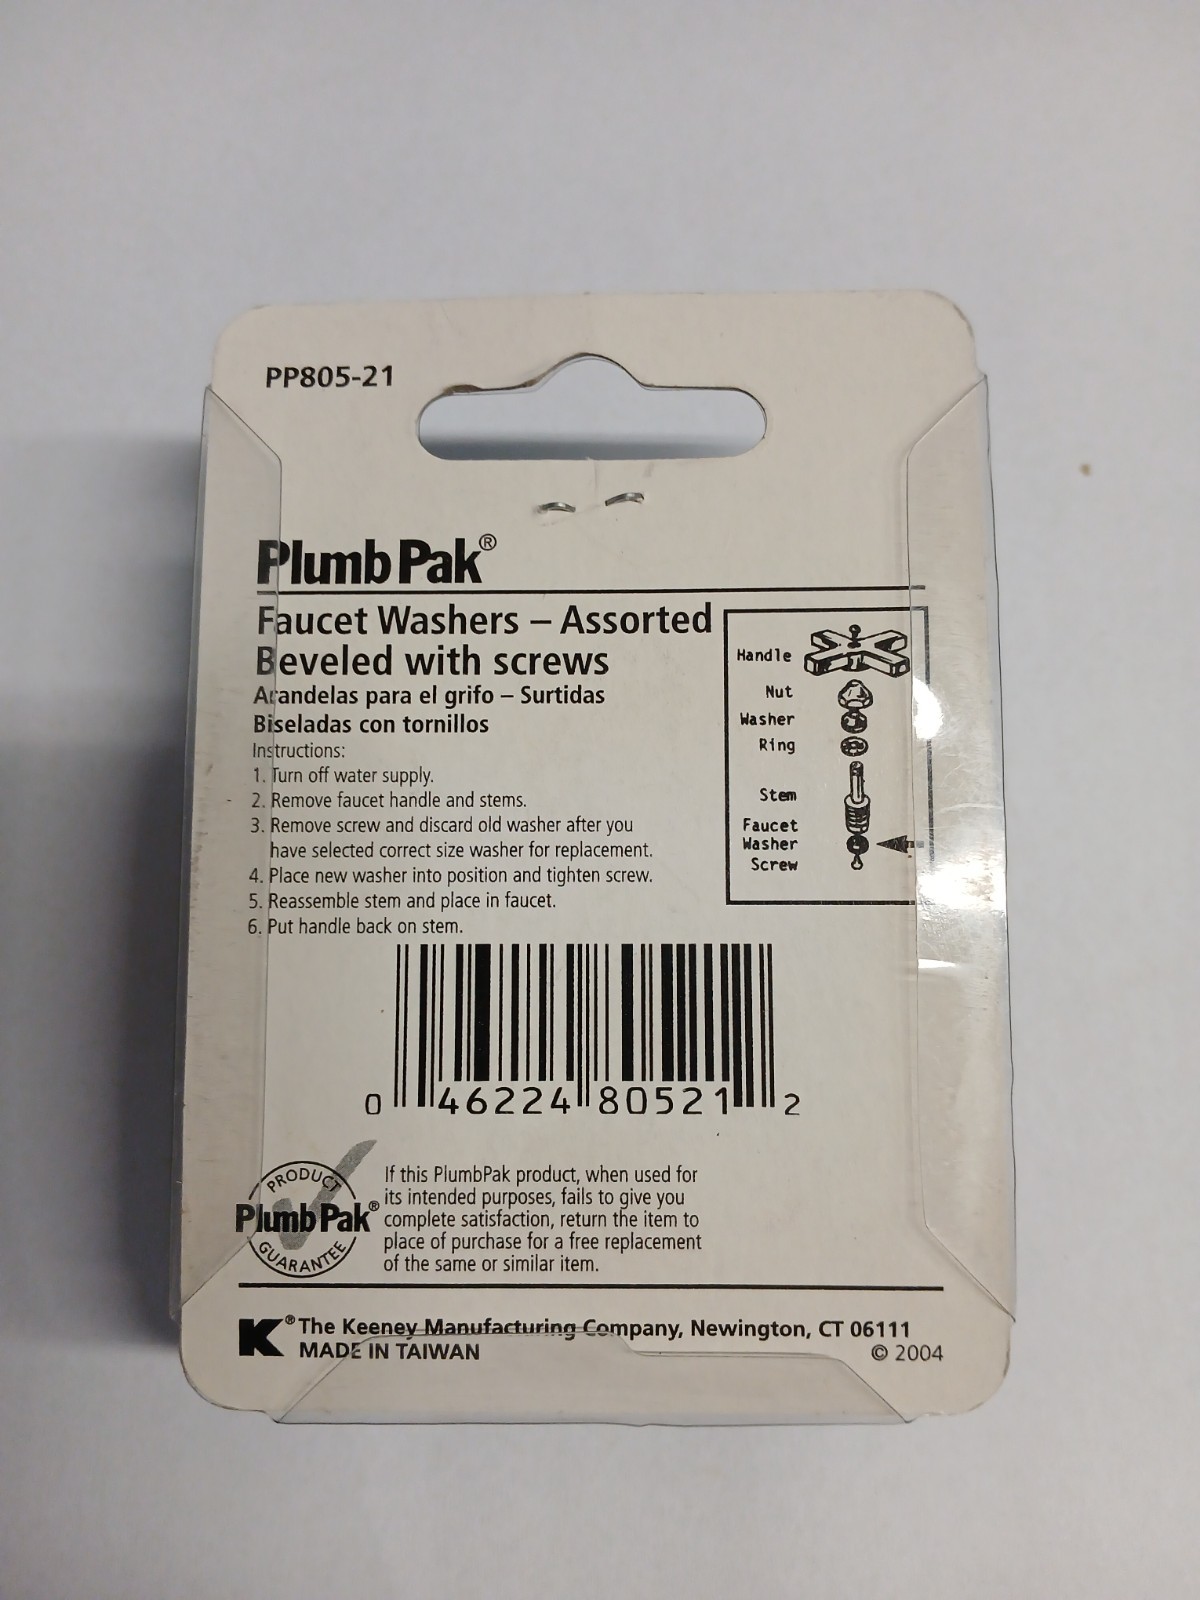 PP805-21
Plumb Pak®
Faucet Washers – Assorted
Beveled with screws
Arandelas para el grifo – Surtidas
Biseladas con tornillos
Instructions:
1. Turn off water supply.
2. Remove faucet handle and stems.
3. Remove screw and discard old washer after you
have selected correct size washer for replacement.
4. Place new washer into position and tighten screw.
5. Reassemble stem and place in faucet.
6. Put handle back on stem.
Handle
Nut
Washer
Ring
Stem
Faucet
Washer
Screw
0 46224 80521 2
PRODUCT
Plumb Pak®
GUARANTEE
If this PlumbPak product, when used for
its intended purposes, fails to give you
complete satisfaction, return the item to
place of purchase for a free replacement
of the same or similar item.
K® The Keeney Manufacturing Company, Newington, CT 06111
MADE IN TAIWAN
© 2004